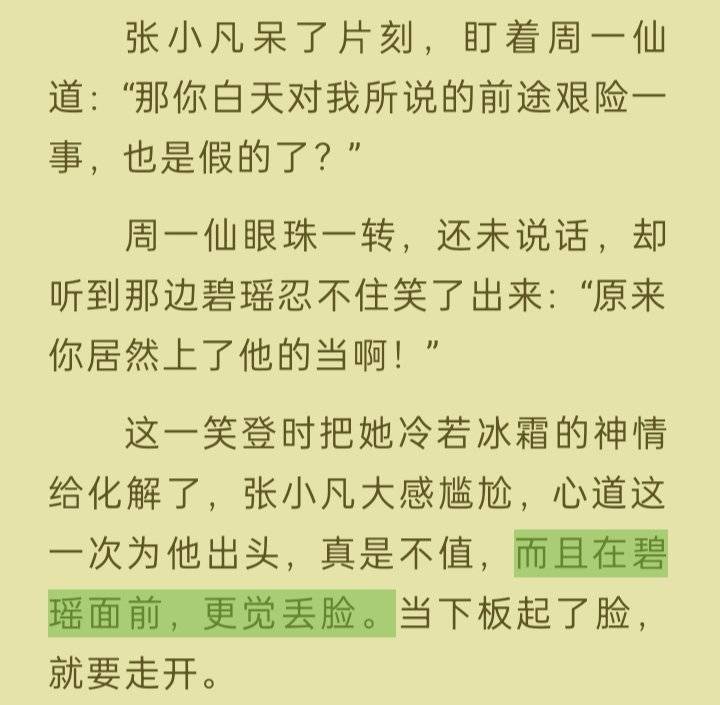 张小凡呆了片刻，盯着周一仙
道：“那你白天对我所说的前途艰险一
事，也是假的了？”
周一仙眼珠一转，还未说话，却
听到那边碧瑶忍不住笑了出来：“原来
你居然上了他的当啊！”
这一笑登时把她冷若冰霜的神情
给化解了，张小凡大感尴尬，心道这
一次为他出头，真是不值，而且在碧
瑶面前，更觉丢脸。当下板起了脸，
就要走开。